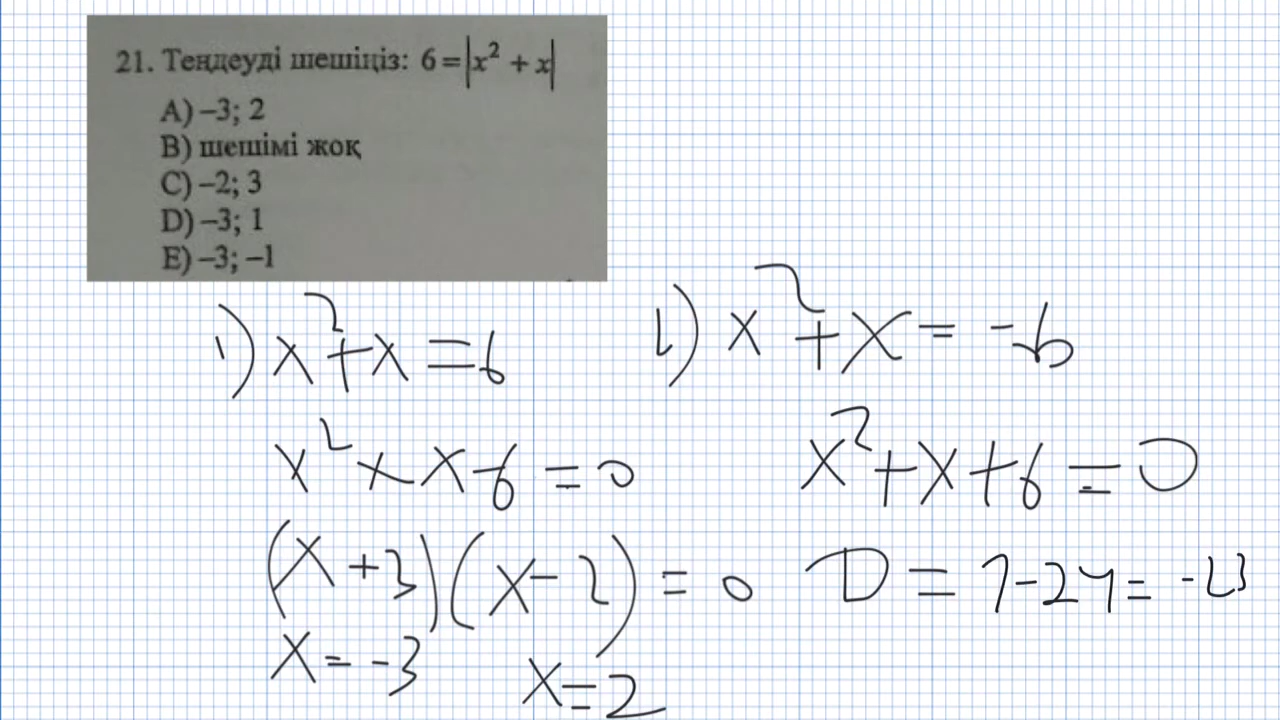 21. Теңдеуді шешіңіз: 6 = |x² + x|
A) –3; 2
B) шешімі жоқ
C) –2; 3
D) –3; 1
E) –3; –1
1) x² + x = 6
x² + x - 6 = 0
(x + 3)(x - 2) = 0
x = -3 x = 2
2) x² + x = -6
x² + x + 6 = 0
D = 1 - 24 = -23